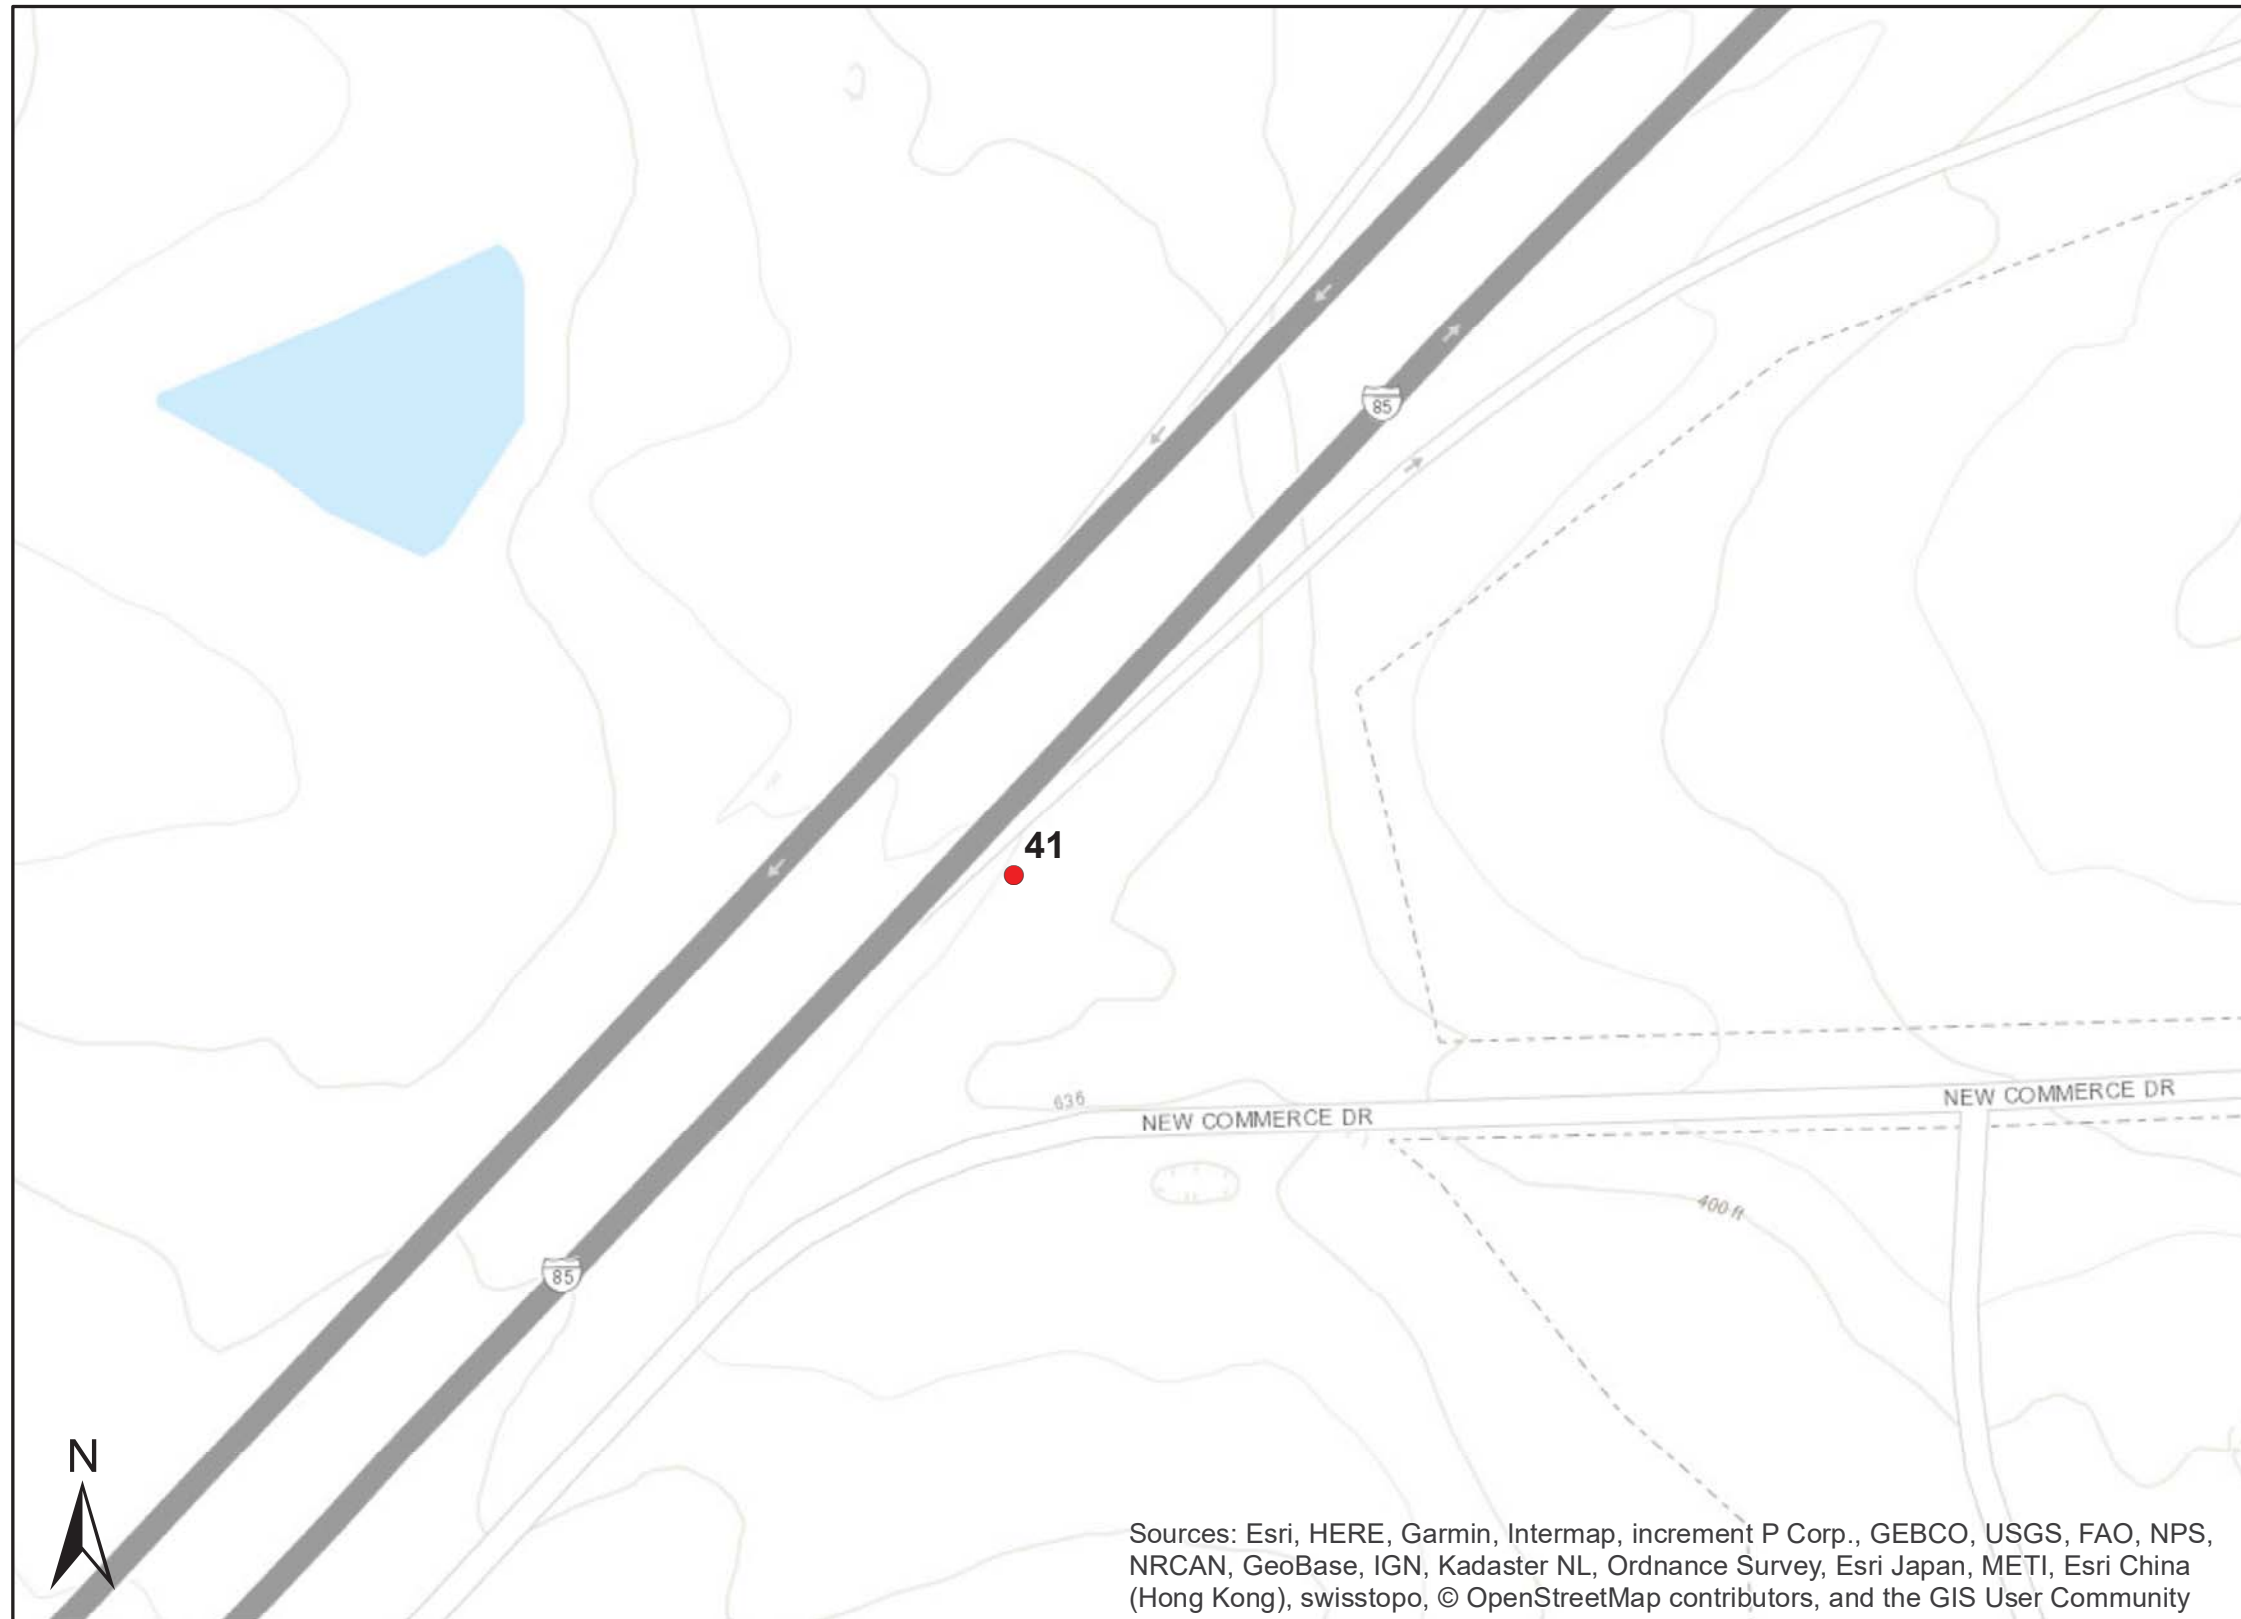 85
41
636
NEW COMMERCE DR
NEW COMMERCE DR
400 ft
85
N
Sources: Esri, HERE, Garmin, Intermap, increment P Corp., GEBCO, USGS, FAO, NPS,
NRCAN, GeoBase, IGN, Kadaster NL, Ordnance Survey, Esri Japan, METI, Esri China
(Hong Kong), swisstopo, © OpenStreetMap contributors, and the GIS User Community